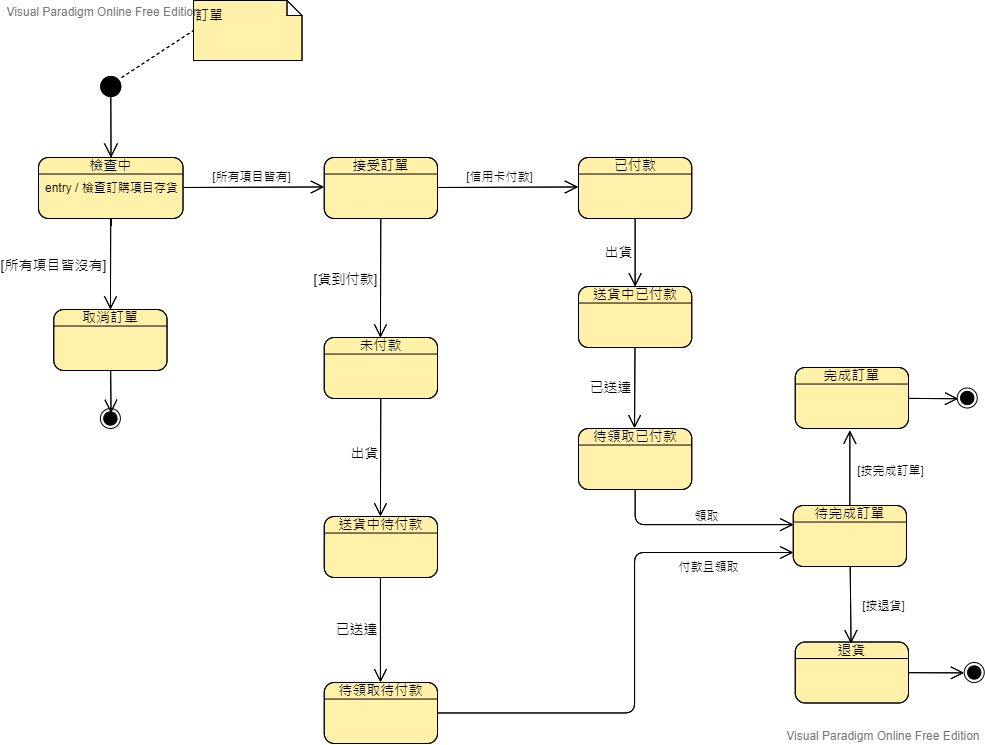 Visual Paradigm Online Free Edition
訂單
檢查中
entry / 檢查訂購項目存貨
[所有項目皆有]
接受訂單
[信用卡付款]
已付款
[所有項目皆沒有]
[貨到付款]
出貨
送貨中已付款
取消訂單
未付款
已送達
完成訂單
待領取已付款
出貨
[按完成訂單]
領取
待完成訂單
送貨中待付款
付款且領取
[按退貨]
已送達
退貨
待領取待付款
Visual Paradigm Online Free Edition